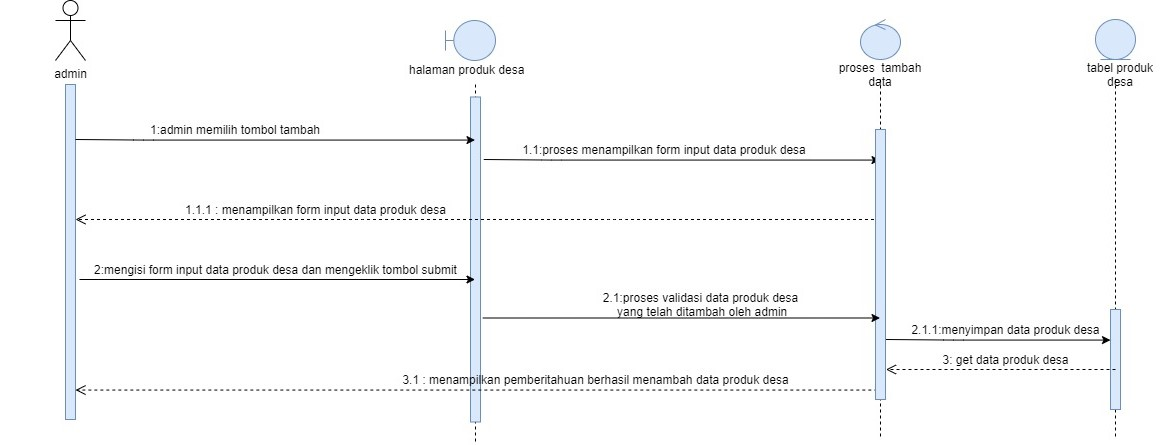 admin
halaman produk desa
proses tambah
data
tabel produk
desa
1:admin memilih tombol tambah
1.1:proses menampilkan form input data produk desa
1.1.1 : menampilkan form input data produk desa
2:mengisi form input data produk desa dan mengeklik tombol submit
2.1:proses validasi data produk desa
yang telah ditambah oleh admin
2.1.1:menyimpan data produk desa
3: get data produk desa
3.1 : menampilkan pemberitahuan berhasil menambah data produk desa